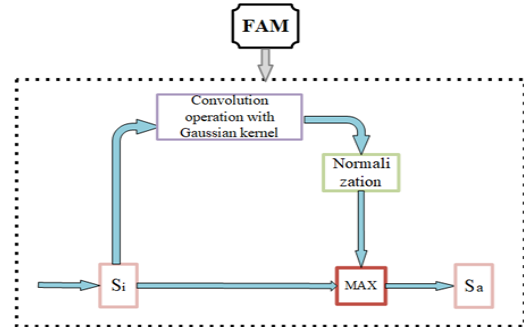 FAM
Convolution
operation with
Gaussian kernel
Normali
zation
Si
MAX
Sa